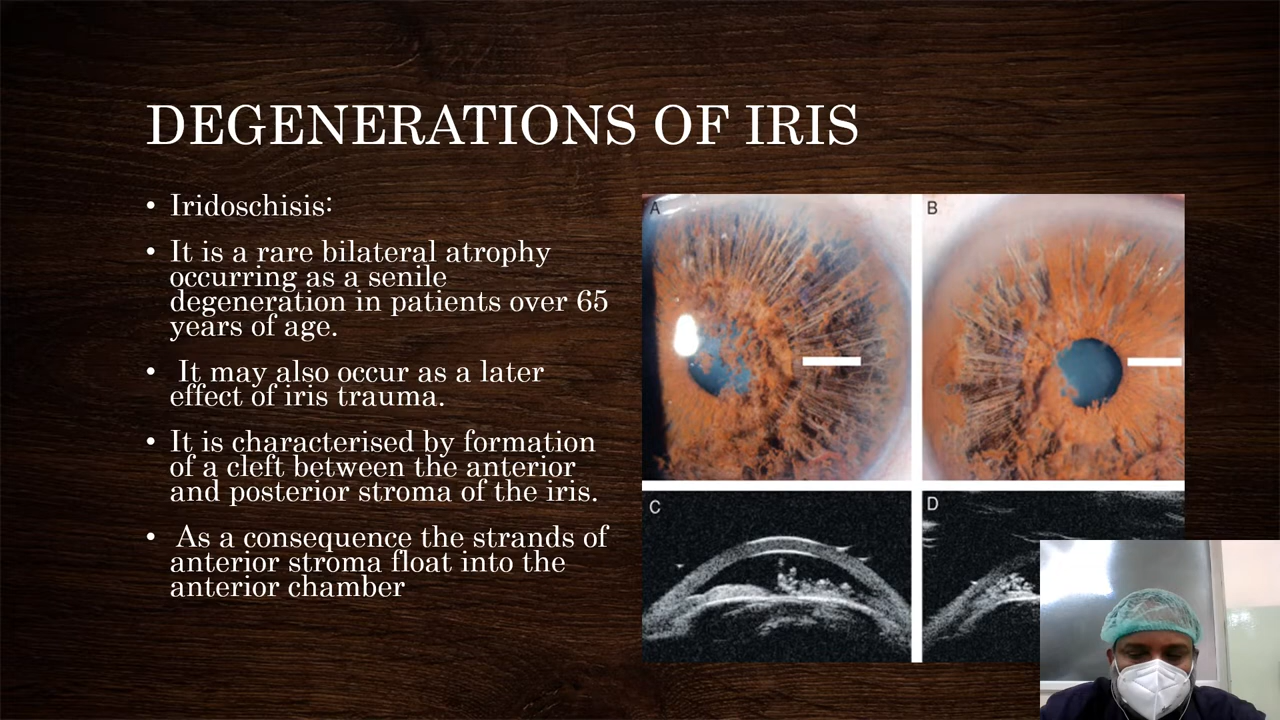 DEGENERATIONS OF IRIS
• Iridoschisis:
• It is a rare bilateral atrophy
occurring as a senile
degeneration in patients over 65
years of age.
• It may also occur as a later
effect of iris trauma.
• It is characterised by formation
of a cleft between the anterior
and posterior stroma of the iris.
• As a consequence the strands of
anterior stroma float into the
anterior chamber
A
B
C
D